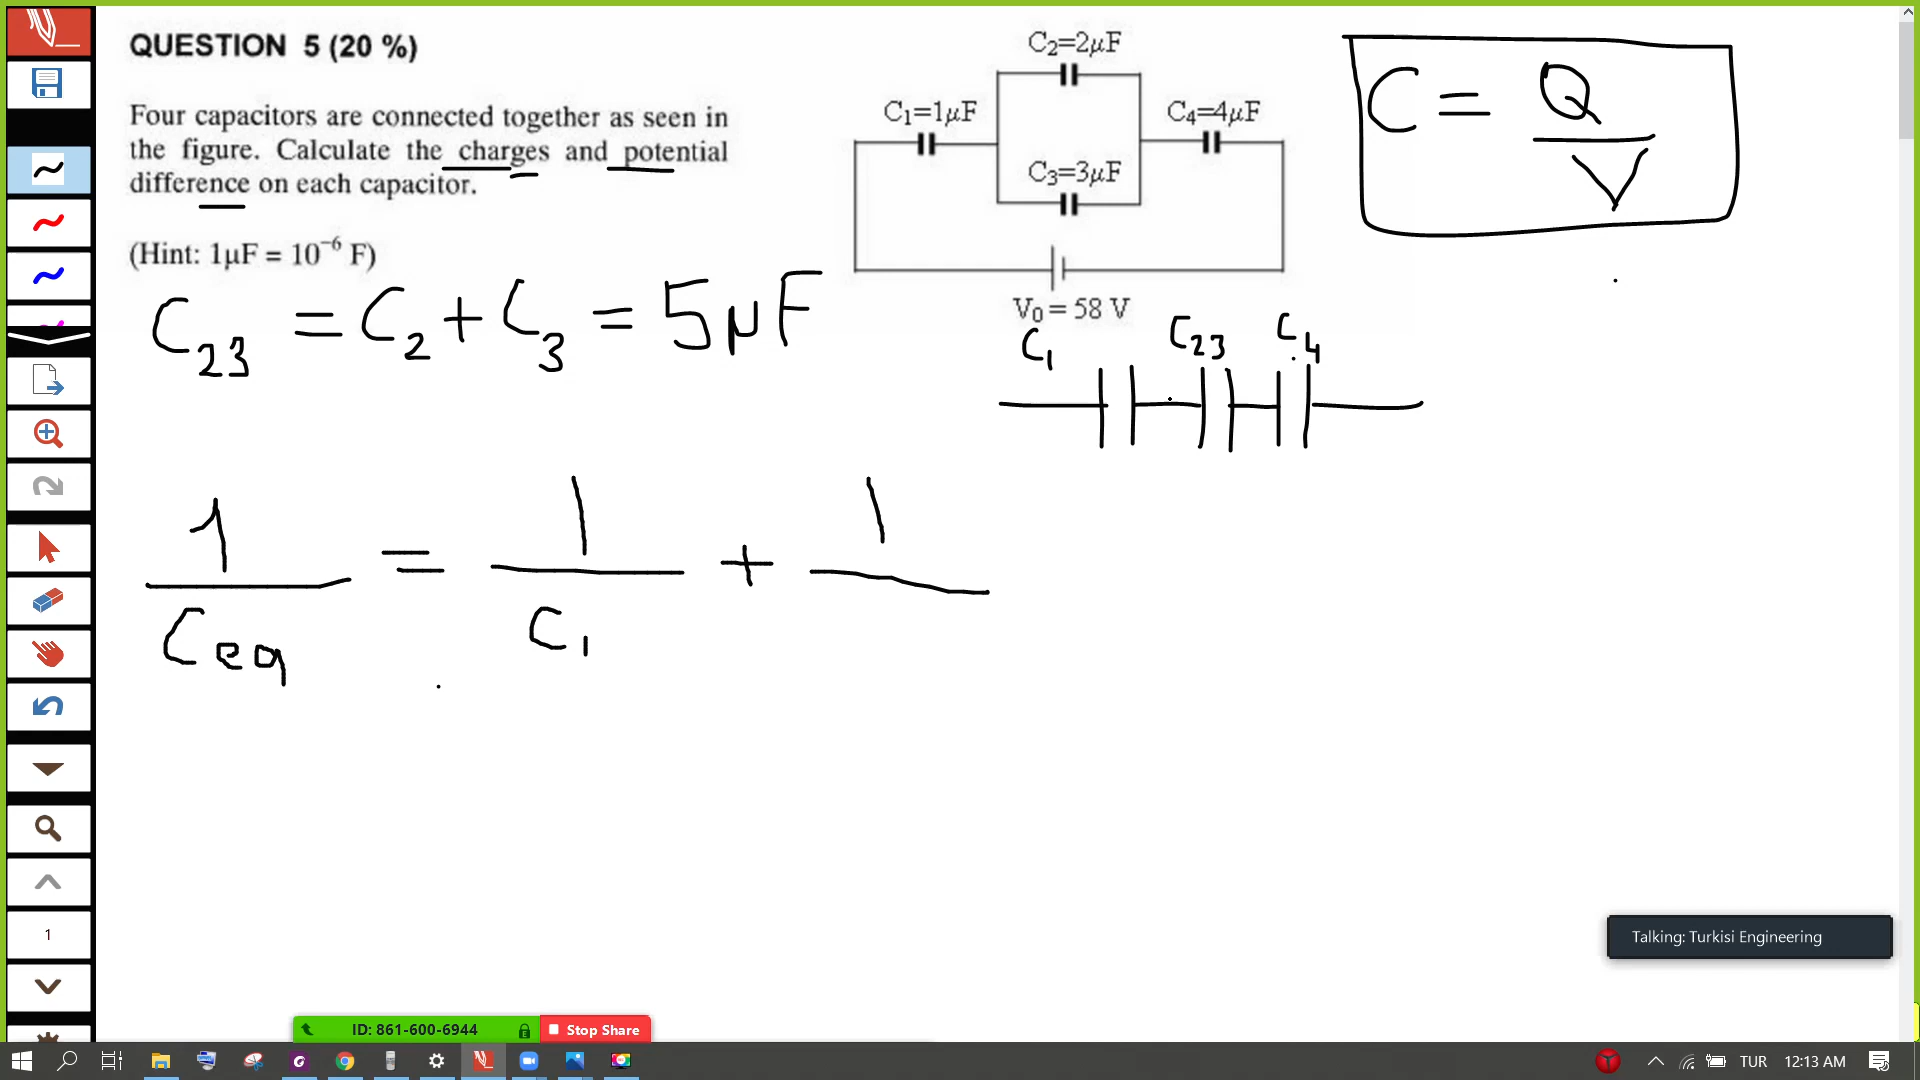 QUESTION 5 (20 %)
Four capacitors are connected together as seen in
the figure. Calculate the charges and potential
difference on each capacitor.
(Hint: 1μF = 10⁻⁶ F)
C₂=2μF
C₁=1μF
C₄=4μF
C₃=3μF
V₀ = 58 V
C = Q/V
C₂₃ = C₂ + C₃ = 5 μF
C₁ C₂₃ C₄
1/Ceq = 1/C₁ + 1/
1
Talking: Turkisi Engineering
ID: 861-600-6944 Stop Share
TUR 12:13 AM